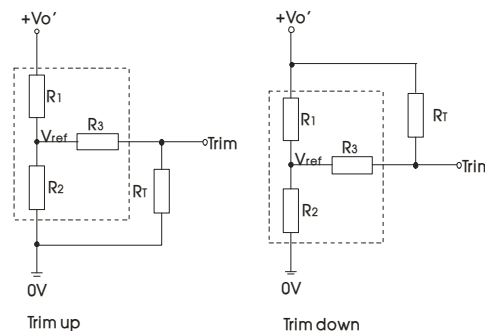 +Vo'
R1
Vref
R3
Trim
R2
RT
0V
Trim up
+Vo'
R1
RT
Vref
R3
Trim
R2
0V
Trim down